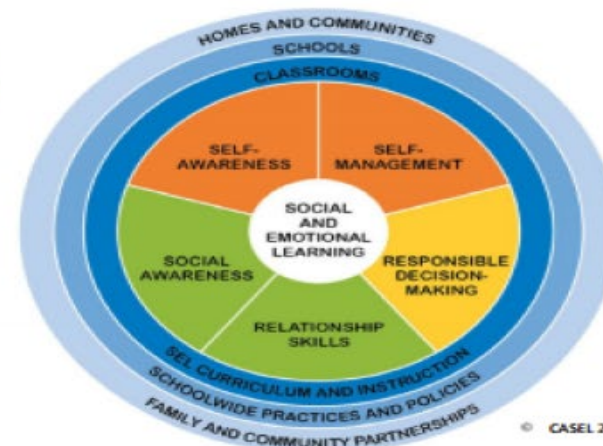 HOMES AND COMMUNITIES
SCHOOLS
CLASSROOMS
SELF-
AWARENESS
SELF-
MANAGEMENT
SOCIAL
AND
EMOTIONAL
LEARNING
SOCIAL
AWARENESS
RESPONSIBLE
DECISION-
MAKING
RELATIONSHIP
SKILLS
SEL CURRICULUM AND INSTRUCTION
SCHOOLWIDE PRACTICES AND POLICIES
FAMILY AND COMMUNITY PARTNERSHIPS
© CASEL 2